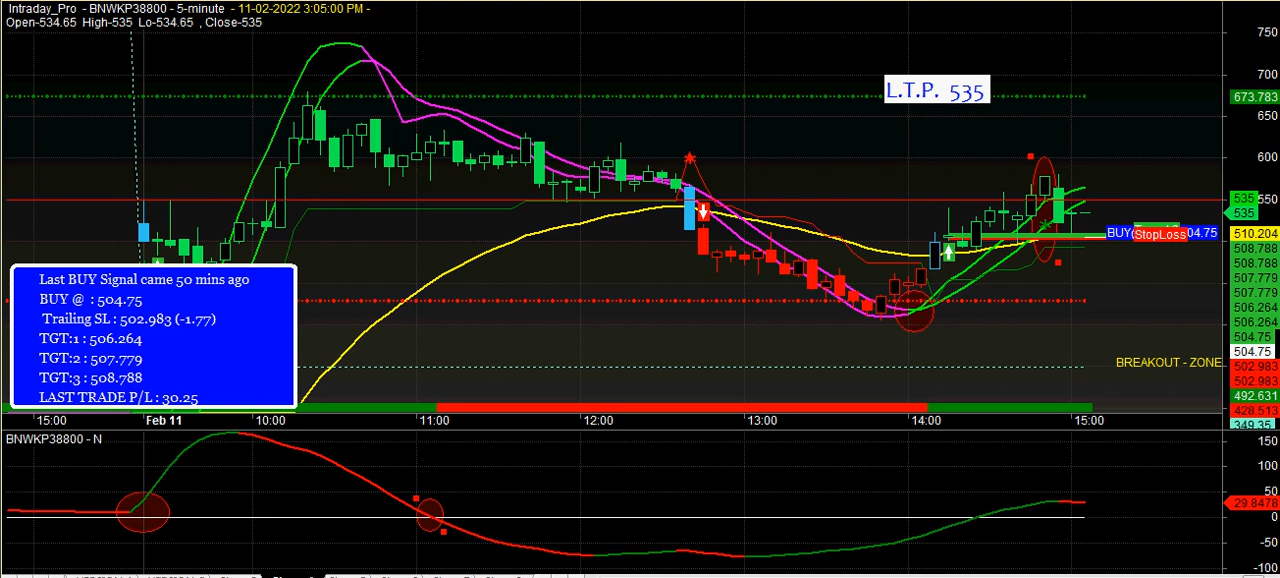 Intraday_Pro - BNWKP38800 - 5-minute - 11-02-2022 3:05:00 PM -
Open-534.65 High-535 Lo-534.65 , Close-535
L.T.P. 535
750
700
673.783
650
600
535
550
535
BUY( StopLoss 04.75
510.204
508.788
508.788
507.779
507.779
506.264
506.264
504.75
504.75
502.983
502.983
492.631
428.513
349.35
Last BUY Signal came 50 mins ago
BUY @ : 504.75
Trailing SL : 502.983 (-1.77)
TGT:1 : 506.264
TGT:2 : 507.779
TGT:3 : 508.788
LAST TRADE P/L : 30.25
BREAKOUT - ZONE
15:00 Feb 11 10:00 11:00 12:00 13:00 14:00 15:00
BNWKP38800 - N
150
100
50
29.8478
0
-50
-100